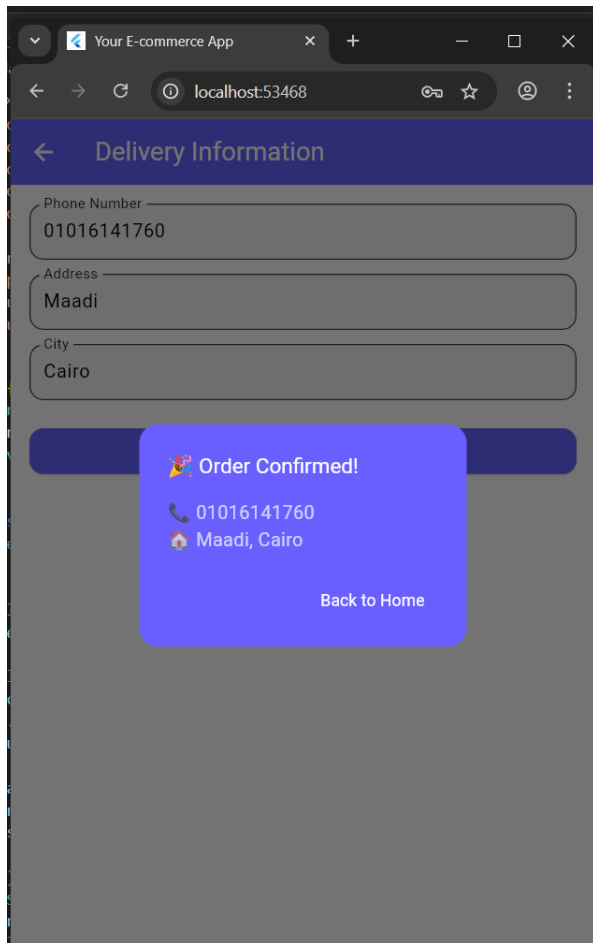 Your E-commerce App
localhost:53468
Delivery Information
Phone Number
01016141760
Address
Maadi
City
Cairo
🎉 Order Confirmed!
📞 01016141760
🏠 Maadi, Cairo
Back to Home